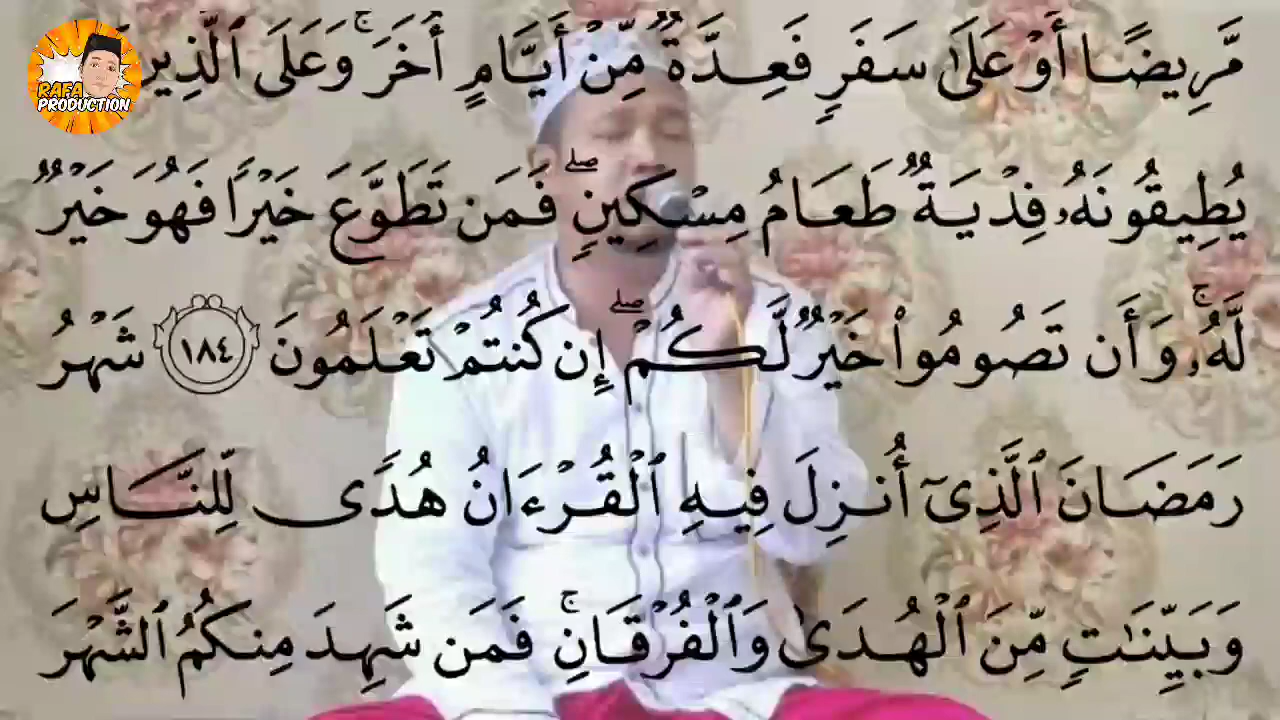 RAFA
PRODUCTION
مَّرِيضًا أَوْ عَلَىٰ سَفَرٍ فَعِدَّةٌ مِّنْ أَيَّامٍ أُخَرَ ۚ وَعَلَى ٱلَّذِينَ
يُطِيقُونَهُۥ فِدْيَةٌ طَعَامُ مِسْكِينٍ ۖ فَمَن تَطَوَّعَ خَيْرًا فَهُوَ خَيْرٌ
لَّهُۥ ۚ وَأَن تَصُومُوا۟ خَيْرٌ لَّكُمْ ۖ إِن كُنتُمْ تَعْلَمُونَ ١٨٤ شَهْرُ
رَمَضَانَ ٱلَّذِىٓ أُنزِلَ فِيهِ ٱلْقُرْءَانُ هُدًى لِّلنَّاسِ
وَبَيِّنَـٰتٍ مِّنَ ٱلْهُدَىٰ وَٱلْفُرْقَانِ ۚ فَمَن شَهِدَ مِنكُمُ ٱلشَّهْرَ